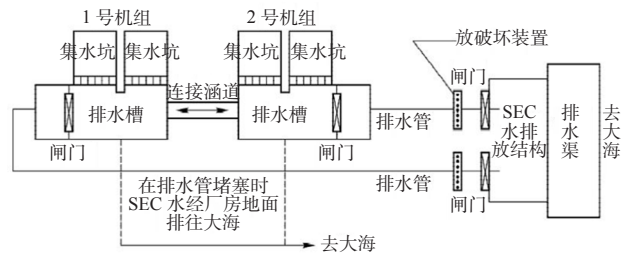 1 号机组
2 号机组
集水坑
集水坑
集水坑
集水坑
放破坏装置
连接涵道
闸门
排水槽
排水槽
排水管
SEC
水排
放结构
排水渠
去大海
闸门
闸门
在排水管堵塞时
SEC 水经厂房地面
排往大海
排水管
闸门
去大海